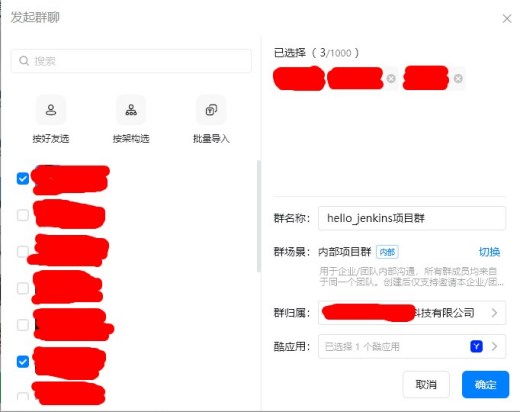 发起群聊
搜索
按好友选
按架构选
批量导入
已选择（ 3/1000 ）
群名称： hello_jenkins项目群
群场景： 内部项目群 内部 切换
用于企业/团队内部沟通，所有群成员均来自
于同一个团队。创建后仅支持邀请本企业/团...
群归属： 科技有限公司
酷应用： 已选择 1 个酷应用
取消
确定